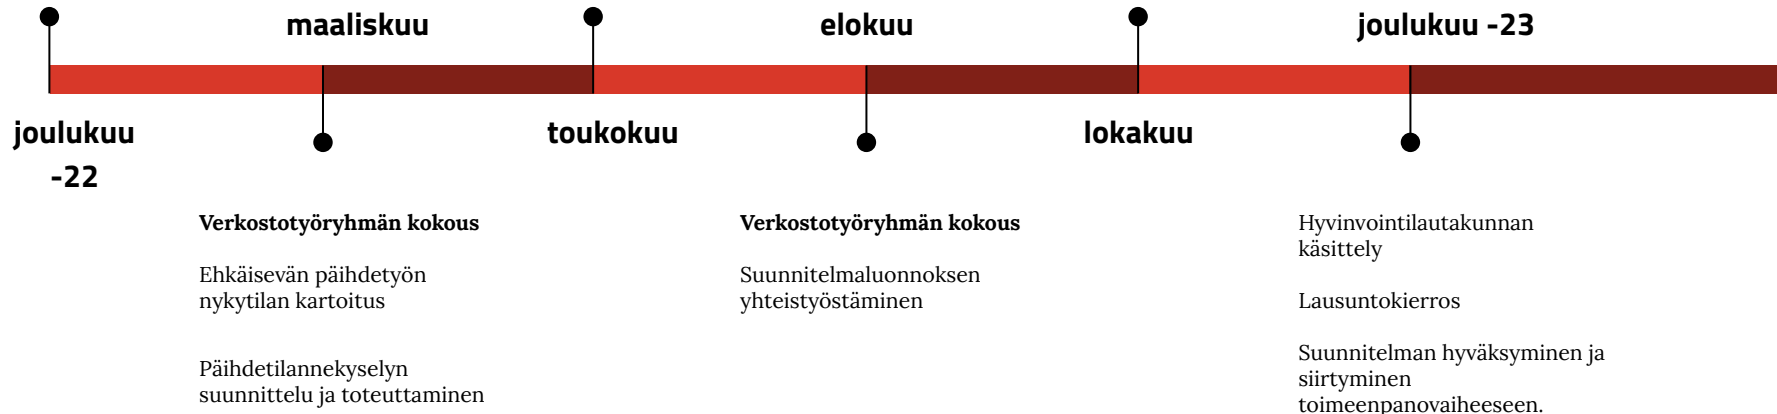 maaliskuu
elokuu
joulukuu -23
joulukuu
-22
toukokuu
lokakuu
Verkostotyöryhmän kokous
Ehkäisevän päihdetyön
nykytilan kartoitus
Päihdetilannekyselyn
suunnittelu ja toteuttaminen
Verkostotyöryhmän kokous
Suunnitelmaluonnoksen
yhteistyöstäminen
Hyvinvointilautakunnan
käsittely
Lausuntokierros
Suunnitelman hyväksyminen ja
siirtyminen
toimeenpanovaiheeseen.